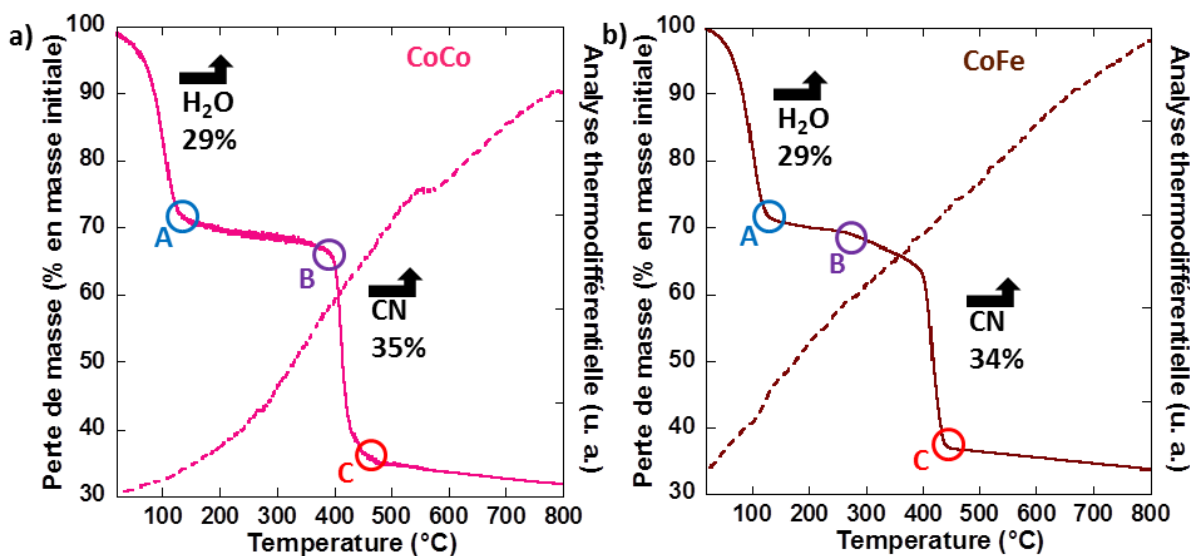 a)
Perte de masse (% en masse initiale)
100
90
80
70
60
50
40
30
CoCo
H₂O
29%
A
B
CN
35%
C
100 200 300 400 500 600 700 800
Temperature (°C)
Analyse thermodifférentielle (u. a.)
b)
Perte de masse (% en masse initiale)
100
90
80
70
60
50
40
30
CoFe
H₂O
29%
A
B
CN
34%
C
100 200 300 400 500 600 700 800
Temperature (°C)
Analyse thermodifférentielle (u. a.)